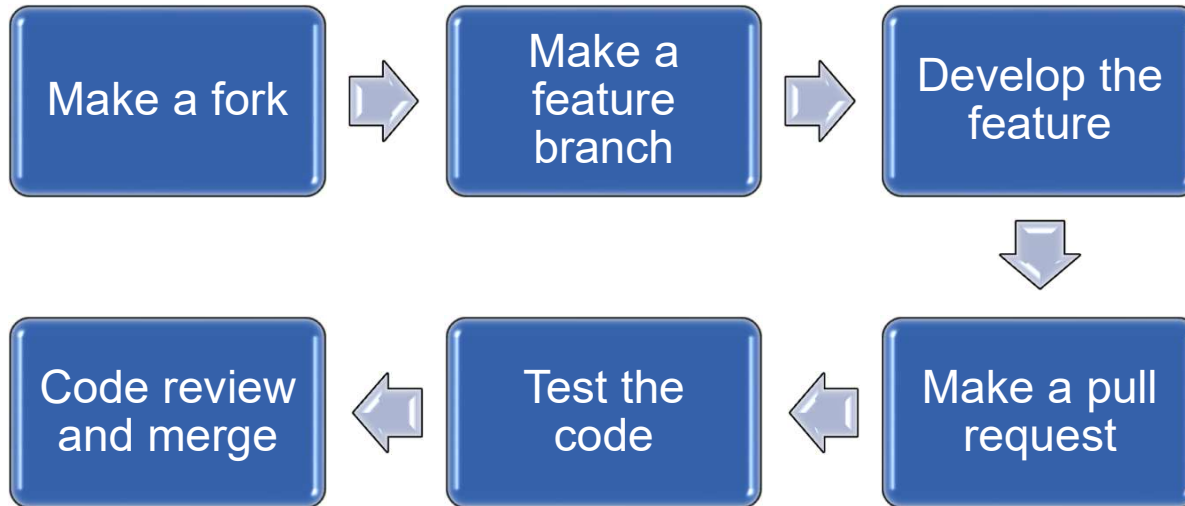 Make a fork
Make a
feature
branch
Develop the
feature
Make a pull
request
Test the
code
Code review
and merge